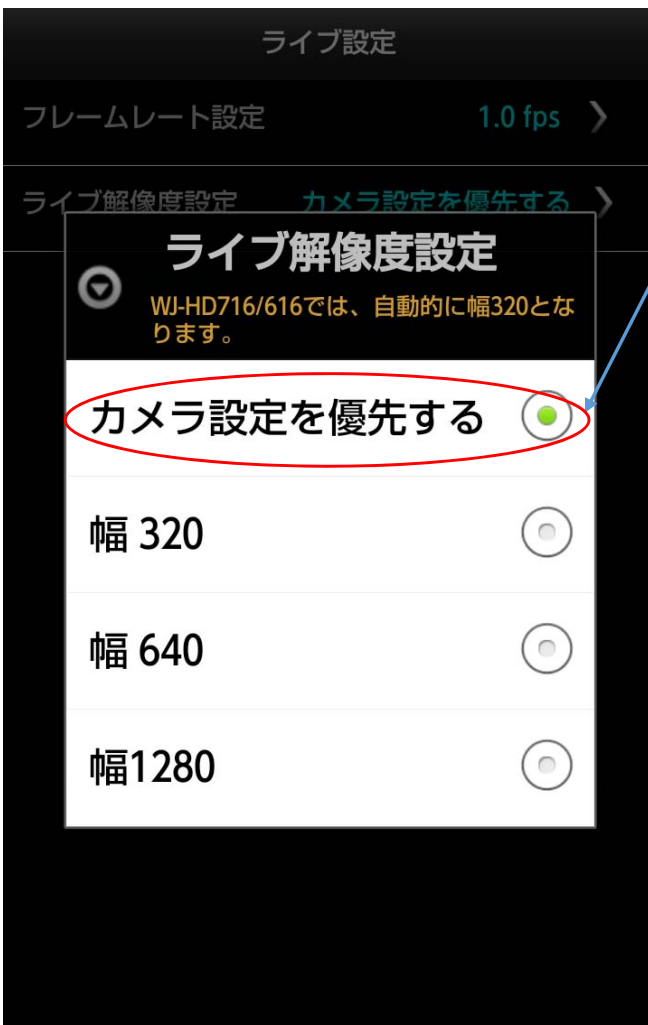 ライブ設定
フレームレート設定 1.0 fps
ライブ解像度設定 カメラ設定を優先する
ライブ解像度設定
WJ-HD716/616では、自動的に幅320とな
ります。
カメラ設定を優先する
幅 320
幅 640
幅1280